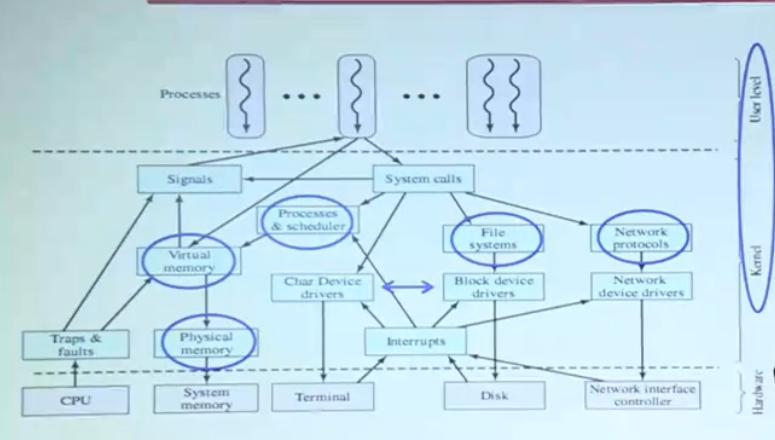 Processes
User level
Signals
System calls
Processes
& scheduler
File
systems
Network
protocols
Virtual
memory
Kernel
Char Device
drivers
Block device
drivers
Network
device drivers
Traps &
faults
Physical
memory
Interrupts
CPU
System
memory
Terminal
Disk
Network interface
controller
Hardware